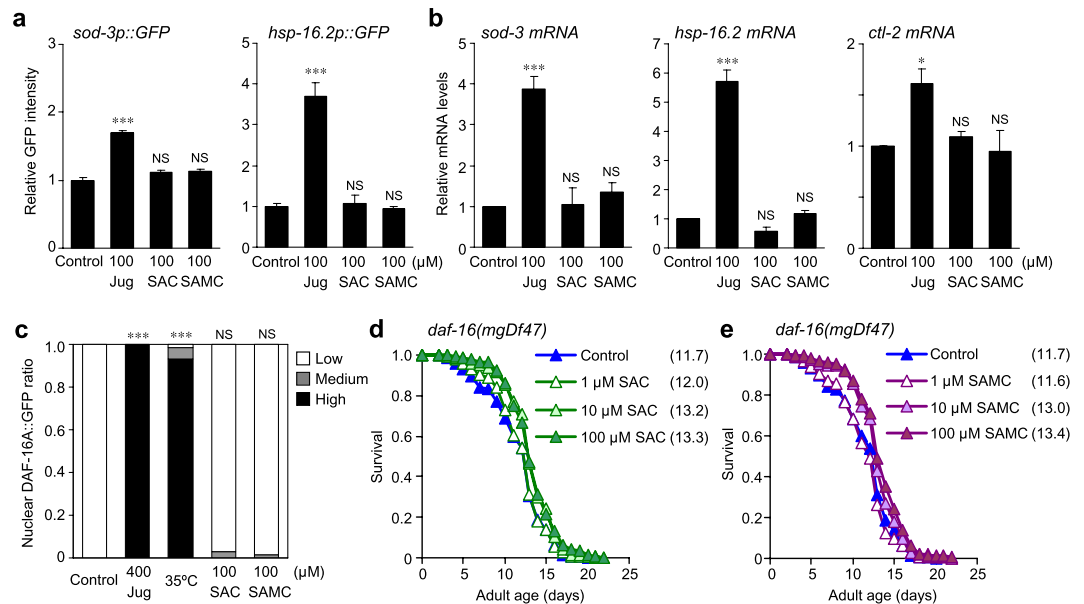 a
sod-3p::GFP
Relative GFP intensity
3
2
1
0
***
NS
NS
Control
100
Jug
100
SAC
100
SAMC
hsp-16.2p::GFP
5
4
3
2
1
0
***
NS
NS
Control
100
Jug
100
SAC
100
SAMC
(µM)
b
sod-3 mRNA
Relative mRNA levels
5
4
3
2
1
0
***
NS
NS
Control
100
Jug
100
SAC
100
SAMC
hsp-16.2 mRNA
7
6
5
4
3
2
1
0
***
NS
NS
Control
100
Jug
100
SAC
100
SAMC
ctl-2 mRNA
2
1
0
*
NS
NS
Control
100
Jug
100
SAC
100
SAMC
(µM)
c
Nuclear DAF-16A::GFP ratio
1.0
0.8
0.6
0.4
0.2
0
***
***
NS
NS
Low
Medium
High
Control
400
Jug
35ºC
100
SAC
100
SAMC
(µM)
d
daf-16(mgDf47)
Survival
1.0
0.8
0.6
0.4
0.2
0
Control (11.7)
1 µM SAC (12.0)
10 µM SAC (13.2)
100 µM SAC (13.3)
0 5 10 15 20 25
Adult age (days)
e
daf-16(mgDf47)
Survival
1.0
0.8
0.6
0.4
0.2
0
Control (11.7)
1 µM SAMC (11.6)
10 µM SAMC (13.0)
100 µM SAMC (13.4)
0 5 10 15 20 25
Adult age (days)